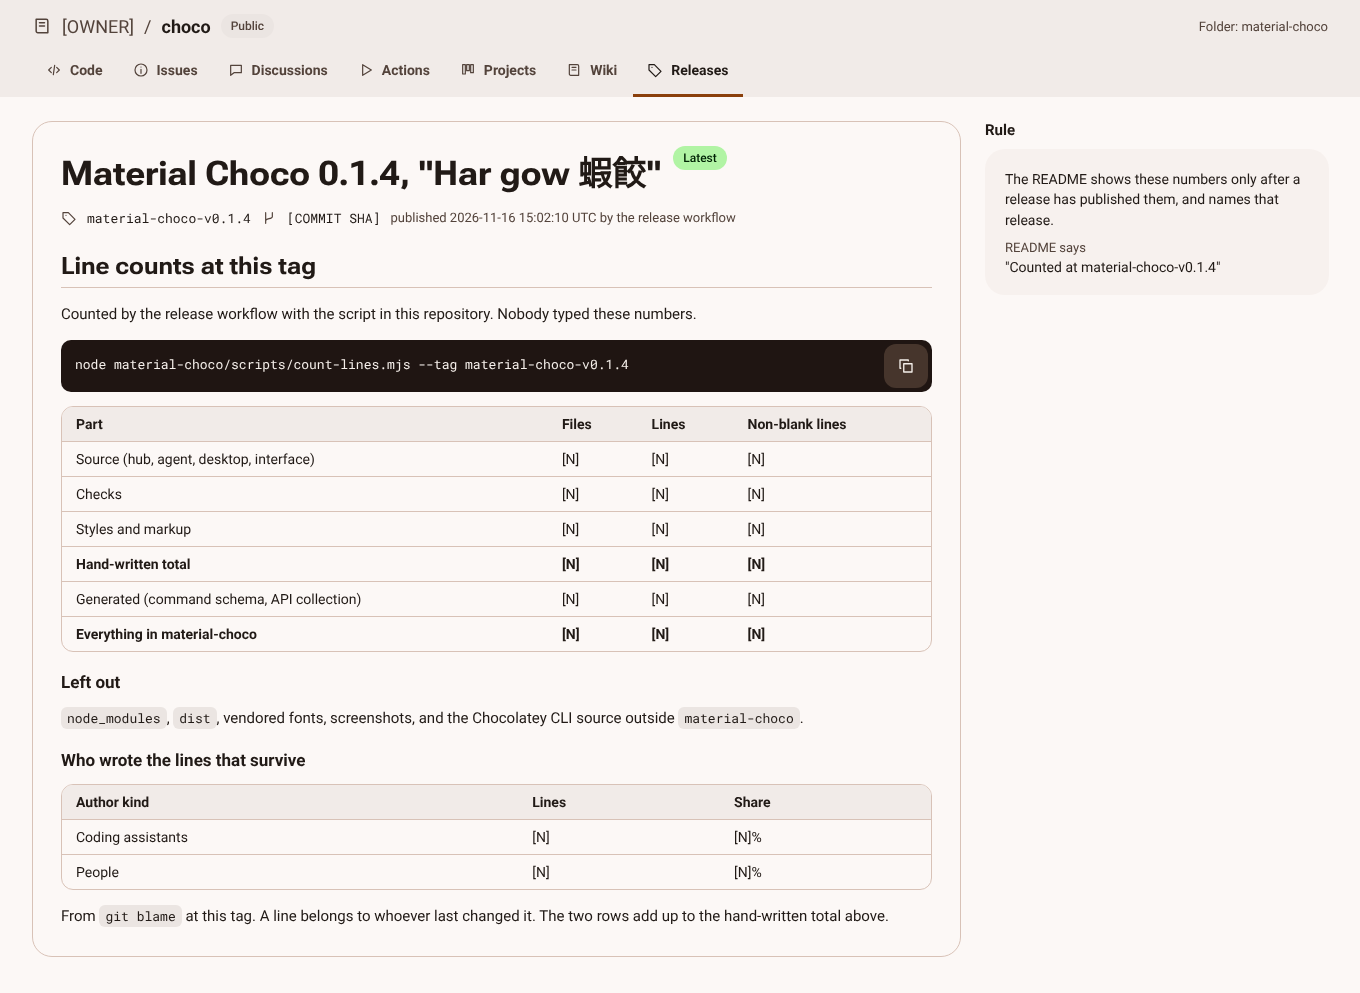 [OWNER] / choco Public
Folder: material-choco
Code Issues Discussions Actions Projects Wiki Releases
Material Choco 0.1.4, "Har gow 蝦餃" Latest
material-choco-v0.1.4 [COMMIT SHA] published 2026-11-16 15:02:10 UTC by the release workflow
Line counts at this tag
Counted by the release workflow with the script in this repository. Nobody typed these numbers.
node material-choco/scripts/count-lines.mjs --tag material-choco-v0.1.4
Part Files Lines Non-blank lines
Source (hub, agent, desktop, interface) [N] [N] [N]
Checks [N] [N] [N]
Styles and markup [N] [N] [N]
Hand-written total [N] [N] [N]
Generated (command schema, API collection) [N] [N] [N]
Everything in material-choco [N] [N] [N]
Left out
node_modules, dist, vendored fonts, screenshots, and the Chocolatey CLI source outside material-choco.
Who wrote the lines that survive
Author kind Lines Share
Coding assistants [N] [N]%
People [N] [N]%
From git blame at this tag. A line belongs to whoever last changed it. The two rows add up to the hand-written total above.
Rule
The README shows these numbers only after a
release has published them, and names that
release.
README says
"Counted at material-choco-v0.1.4"